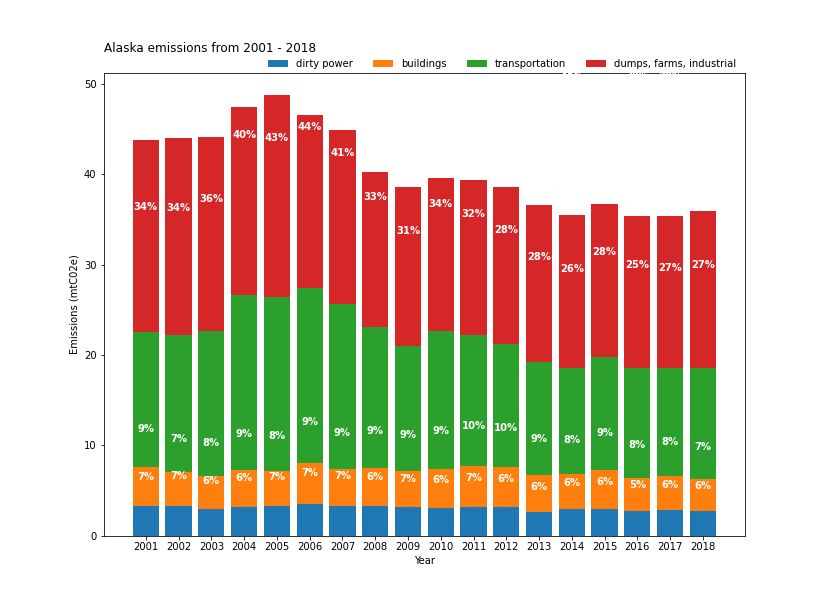 Alaska emissions from 2001 - 2018
dirty power buildings transportation dumps, farms, industrial
50
40
30
20
10
0
Emissions (mtC02e)
34% 34% 36% 40% 43% 44% 41% 33% 31% 34% 32% 28% 28% 26% 28% 25% 27% 27%
9% 7% 8% 9% 8% 9% 9% 9% 9% 9% 10% 10% 9% 8% 9% 8% 8% 7%
7% 7% 6% 6% 7% 7% 7% 6% 7% 6% 7% 6% 6% 6% 6% 5% 6% 6%
2001 2002 2003 2004 2005 2006 2007 2008 2009 2010 2011 2012 2013 2014 2015 2016 2017 2018
Year